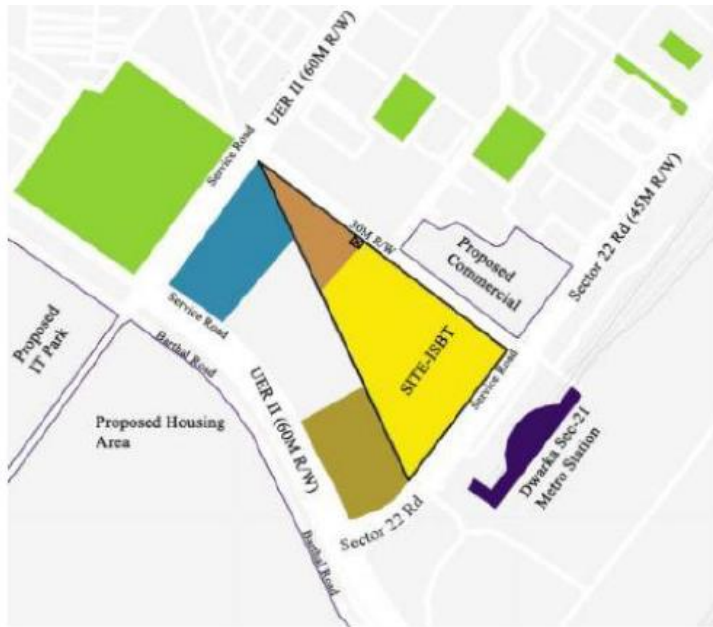 UER II (60M R/W)
Service Road
30M R/W
Proposed
Commercial
Sector 22 Rd (45M R/W)
Service Road
Proposed
IT Park
Barthal Road
SITE-ISBT
Service Road
Proposed Housing
Area
UER II (60M R/W)
Dwarka Sec-21
Metro Station
Sector 22 Rd
Barthal Road